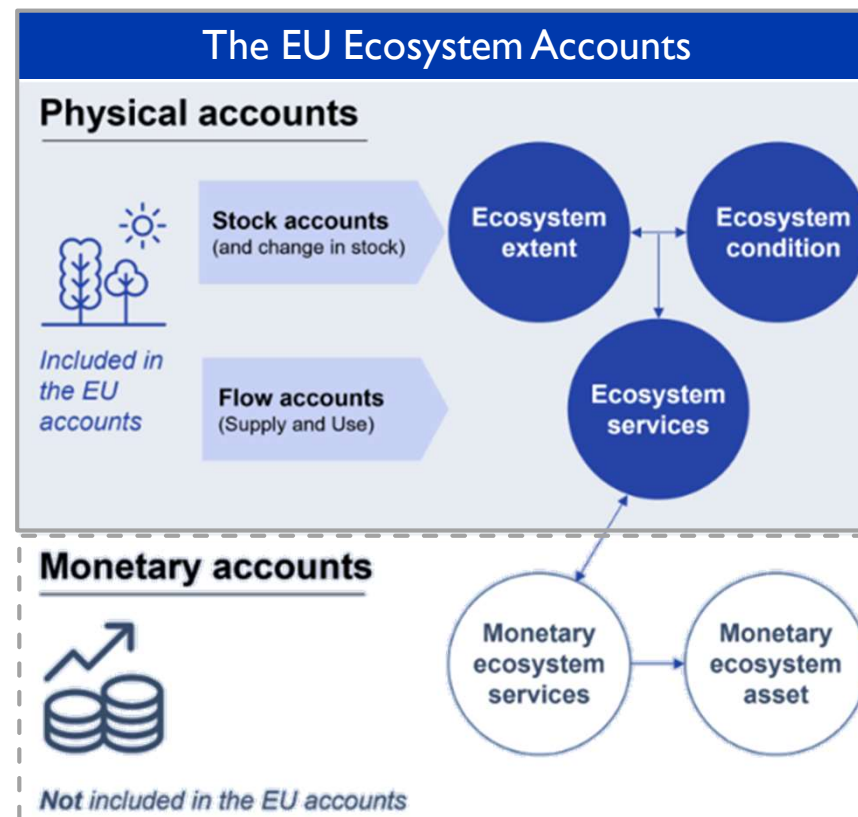 The EU Ecosystem Accounts
Physical accounts
Stock accounts
(and change in stock)
Ecosystem
extent
Ecosystem
condition
Included in
the EU
accounts
Flow accounts
(Supply and Use)
Ecosystem
services
Monetary accounts
Monetary
ecosystem
services
Monetary
ecosystem
asset
Not included in the EU accounts